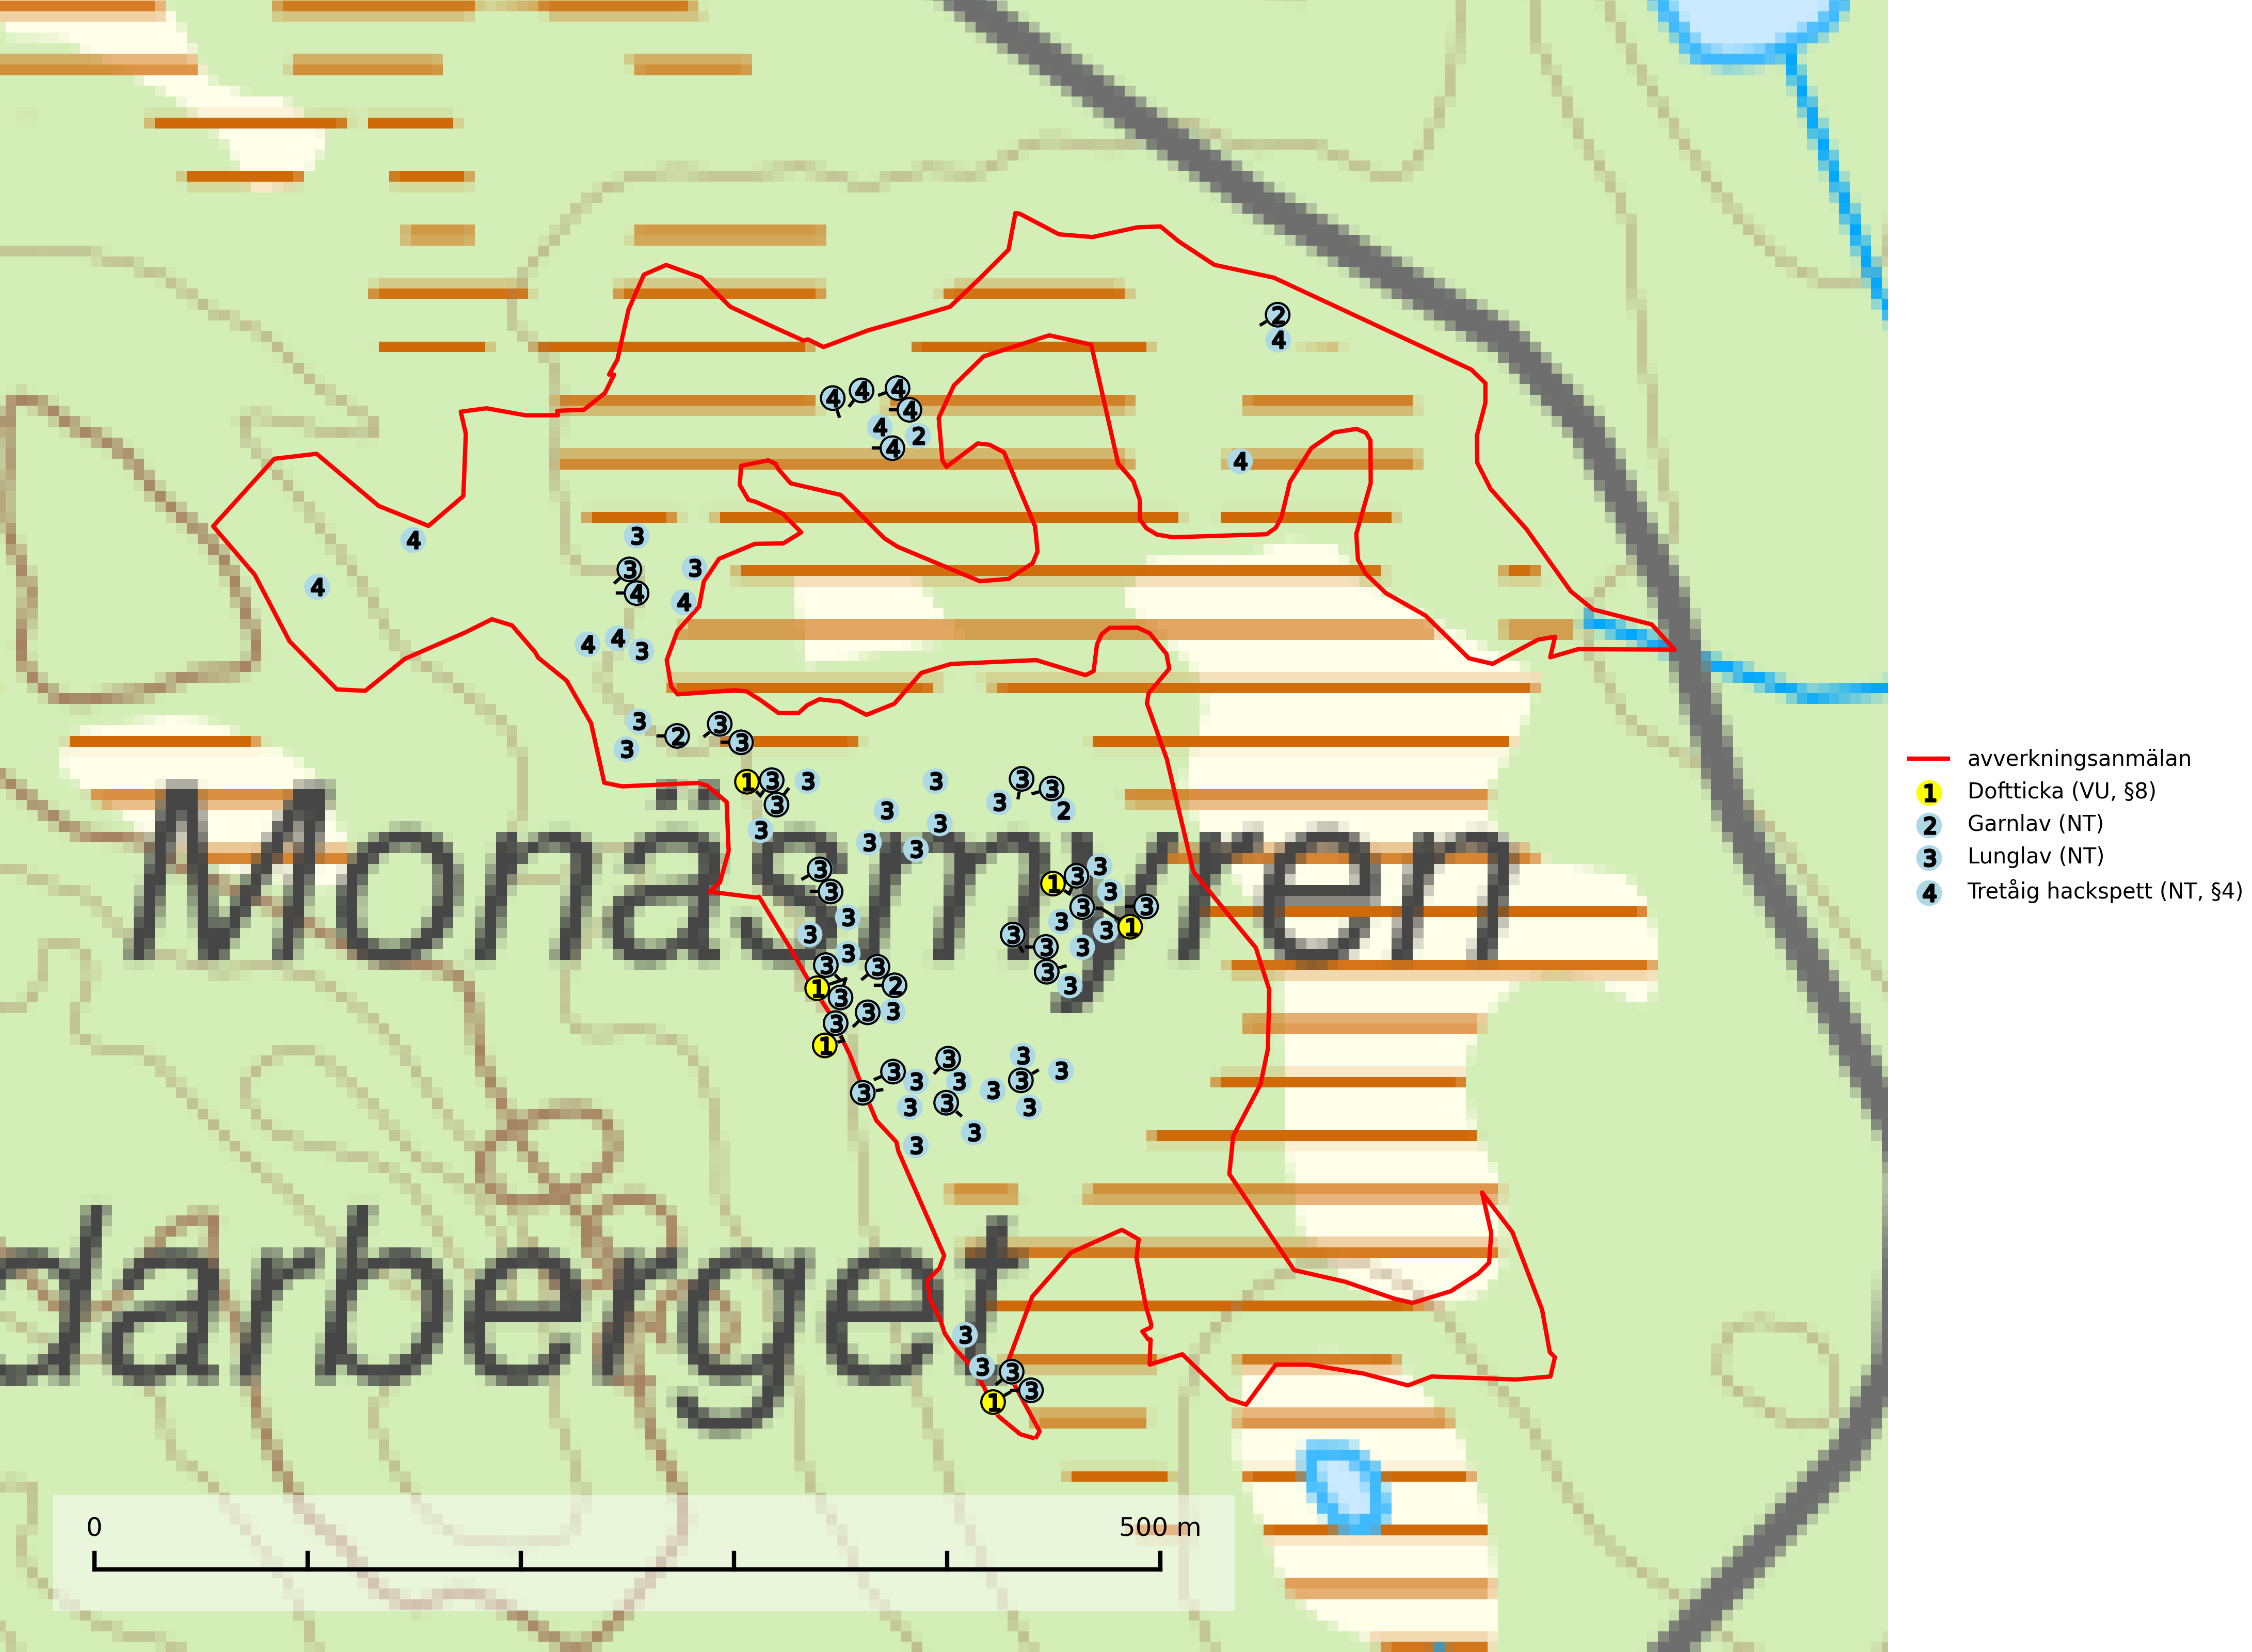 Monäsmyren
darberget
0 500 m
avverkningsanmälan
1 Doftticka (VU, §8)
2 Garnlav (NT)
3 Lunglav (NT)
4 Tretåig hackspett (NT, §4)